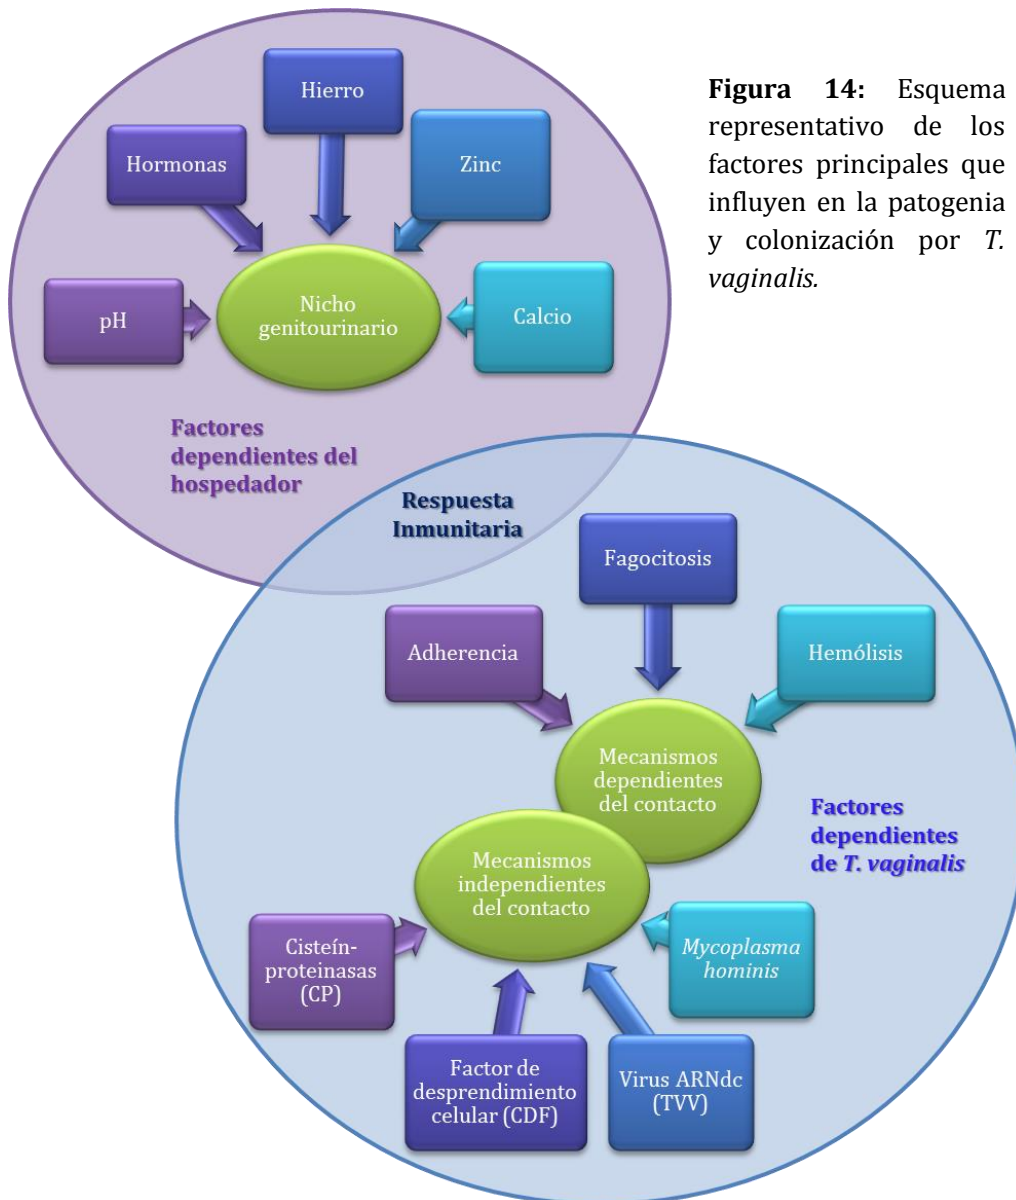 Figura 14: Esquema
representativo de los
factores principales que
influyen en la patogenia
y colonización por T.
vaginalis.
Hierro
Hormonas
Zinc
pH
Nicho
genitourinario
Calcio
Factores
dependientes del
hospedador
Respuesta
Inmunitaria
Fagocitosis
Adherencia
Hemólisis
Mecanismos
dependientes
del contacto
Factores
dependientes
de T. vaginalis
Mecanismos
independientes
del contacto
Cisteín-
proteinasas
(CP)
Mycoplasma
hominis
Factor de
desprendimiento
celular (CDF)
Virus ARNdc
(TVV)